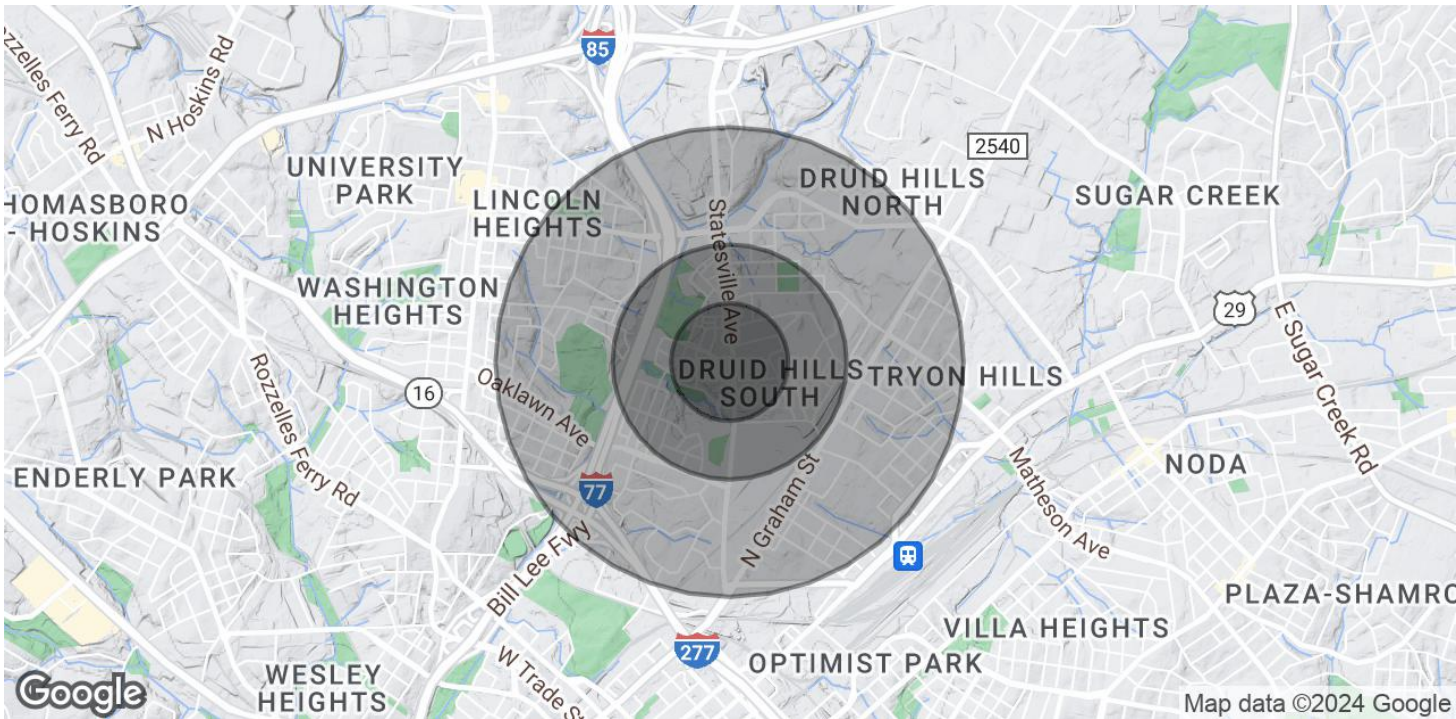 85
Rozzelles Ferry Rd
N Hoskins Rd
2540
UNIVERSITY
PARK
DRUID HILLS
NORTH
LINCOLN
HEIGHTS
SUGAR CREEK
HOMASBORO
- HOSKINS
Statesville Ave
WASHINGTON
HEIGHTS
29
E Sugar Creek Rd
DRUID HILLS
SOUTH
TRYON HILLS
16
Oaklawn Ave
Rozzelles Ferry Rd
ENDERLY PARK
NODA
77
Matheson Ave
N Graham St
Bill Lee Fwy
PLAZA-SHAMRO
VILLA HEIGHTS
277
OPTIMIST PARK
W Trade St
WESLEY
HEIGHTS
Google
Map data ©2024 Google